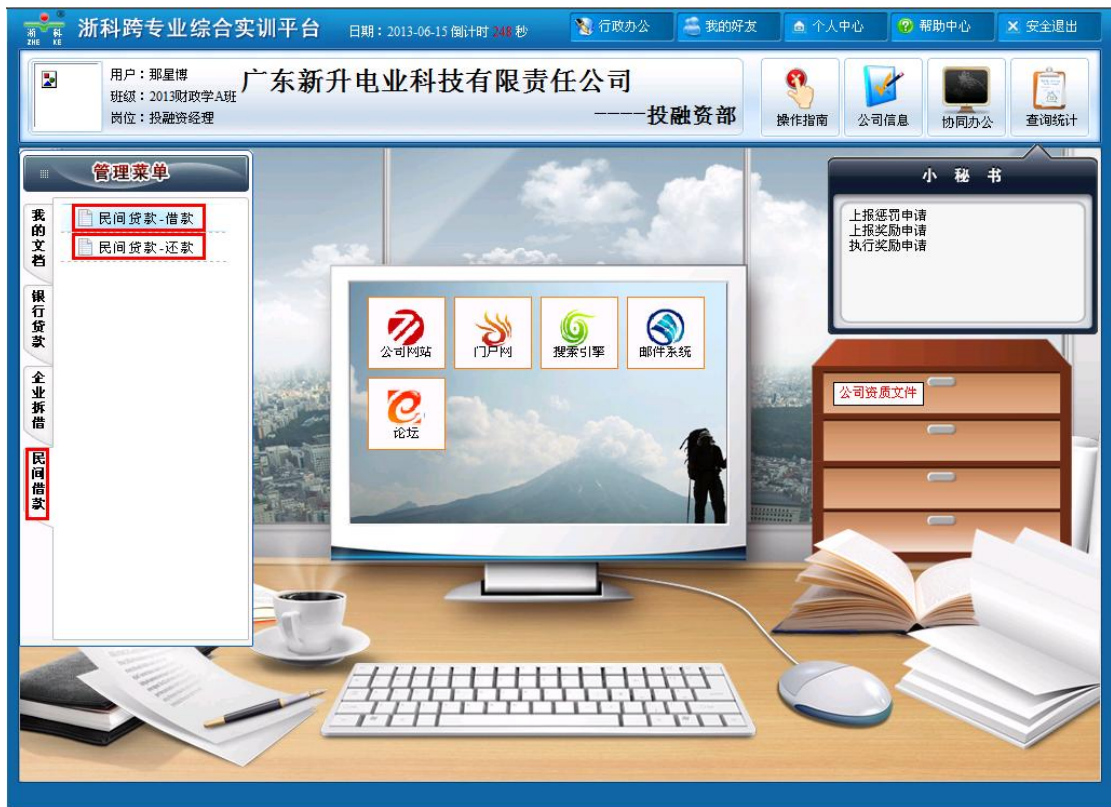 浙科
ZHE KE
浙科跨专业综合实训平台
日期：2013-06-15 倒计时 248 秒
行政办公
我的好友
个人中心
帮助中心
安全退出
用户：那星博
班级：2013财政学A班
岗位：投融资经理
广东新升电业科技有限责任公司
----投融资部
操作指南
公司信息
协同办公
查询统计
管理菜单
我的文档
银行贷款
企业拆借
民间借款
民间贷款-借款
民间贷款-还款
公司网站
门户网
搜索引擎
邮件系统
论坛
小 秘 书
上报惩罚申请
上报奖励申请
执行奖励申请
公司资质文件